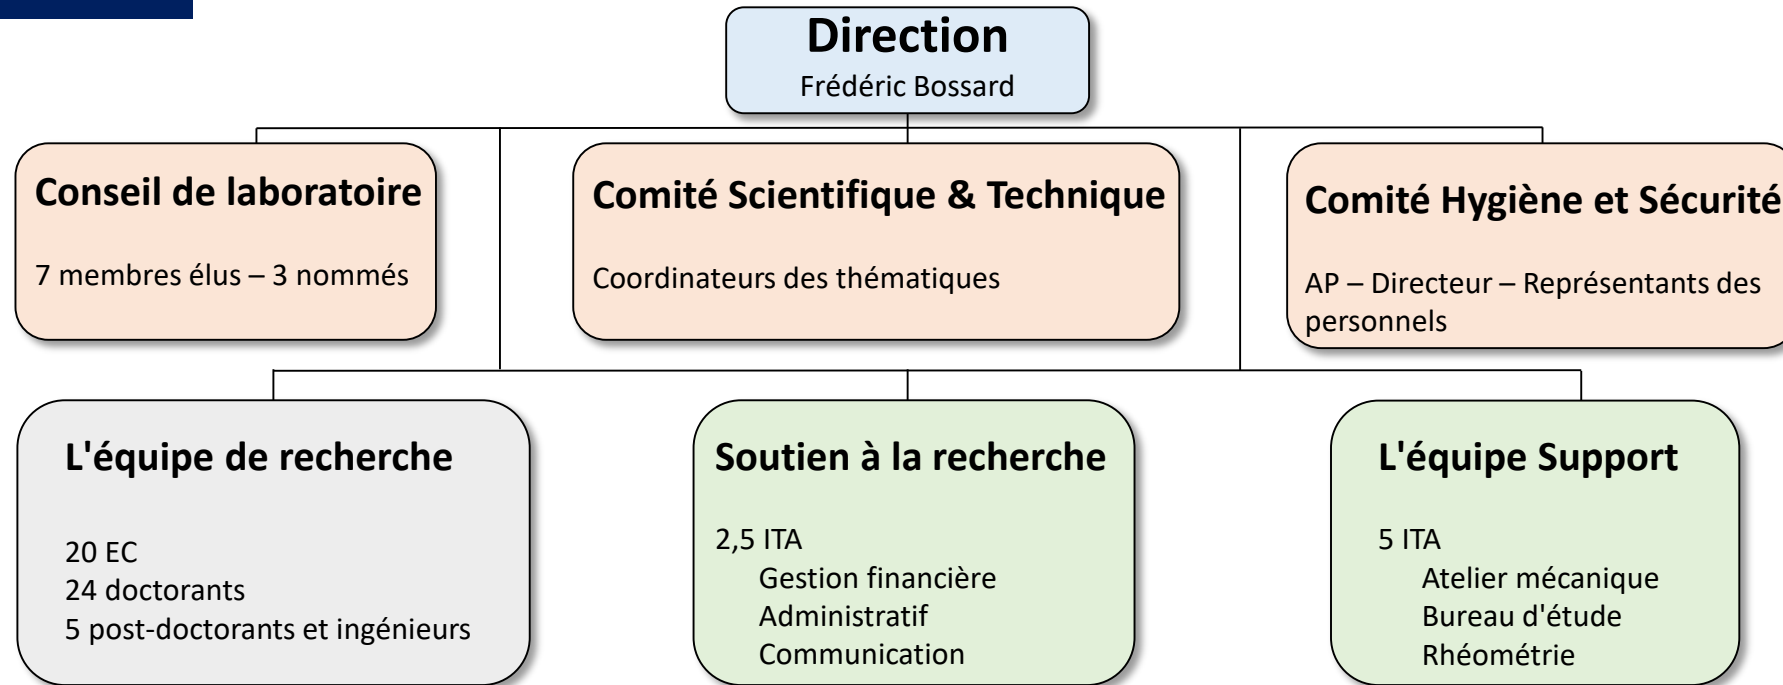 Direction
Frédéric Bossard
Conseil de laboratoire
7 membres élus – 3 nommés
Comité Scientifique & Technique
Coordinateurs des thématiques
Comité Hygiène et Sécurité
AP – Directeur – Représentants des
personnels
L'équipe de recherche
20 EC
24 doctorants
5 post-doctorants et ingénieurs
Soutien à la recherche
2,5 ITA
Gestion financière
Administratif
Communication
L'équipe Support
5 ITA
Atelier mécanique
Bureau d'étude
Rhéométrie